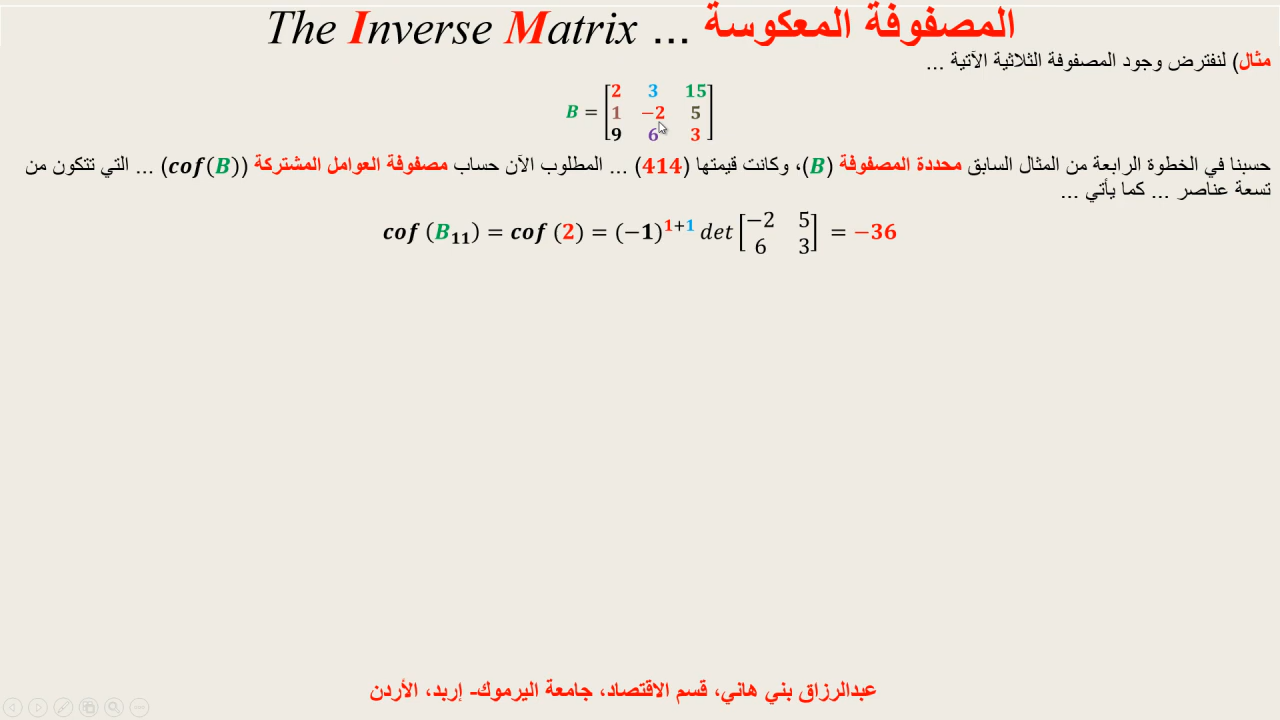 المصفوفة المعكوسة ... The Inverse Matrix
مثال) لنفترض وجود المصفوفة الثلاثية الآتية ...
B = [2 3 15
1 −2 5
9 6 3]
حسبنا في الخطوة الرابعة من المثال السابق محددة المصفوفة (B)، وكانت قيمتها (414) ... المطلوب الآن حساب مصفوفة العوامل المشتركة (cof(B)) ... التي تتكون من
تسعة عناصر ... كما يأتي ...
cof (B₁₁) = cof (2) = (−1)¹⁺¹ det [−2 5
6 3] = −36
عبدالرزاق بني هاني، قسم الاقتصاد، جامعة اليرموك- إربد، الأردن